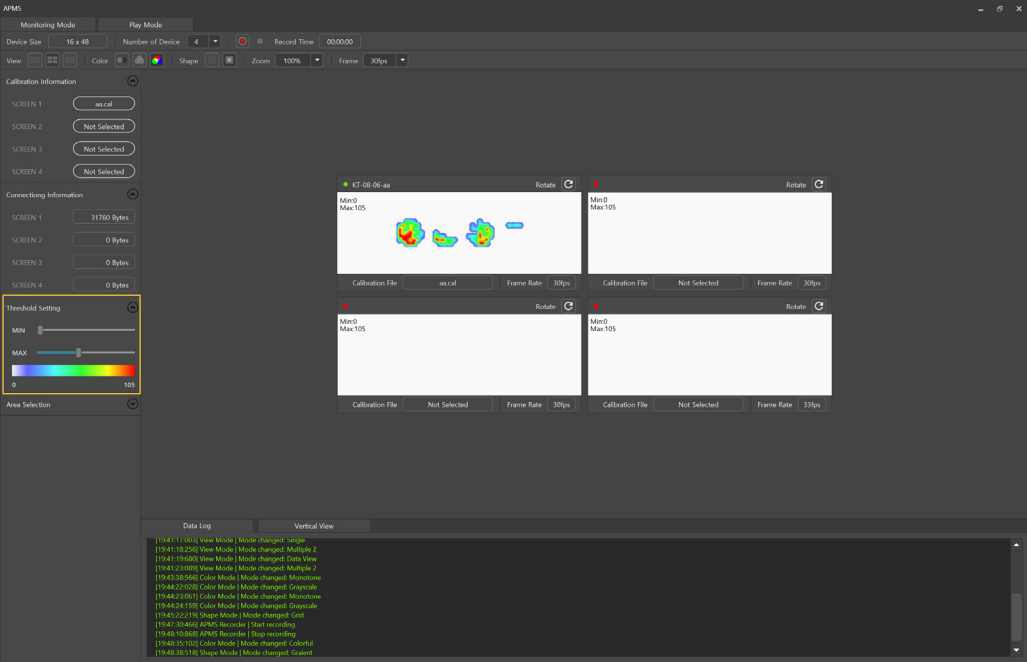 APMS
Monitoring Mode Play Mode
Device Size 16 x 48 Number of Device 4 Record Time 00:00:00
View Color Shape Zoom 100% Frame 30fps
Calibration Information
SCREEN 1 aa.cal
SCREEN 2 Not Selected
SCREEN 3 Not Selected
SCREEN 4 Not Selected
Connectiong Information
SCREEN 1 31760 Bytes
SCREEN 2 0 Bytes
SCREEN 3 0 Bytes
SCREEN 4 0 Bytes
Threshold Setting
MIN
MAX
0 105
Area Selection
KT-08-06-aa Rotate
Min:0
Max:105
Calibration File aa.cal Frame Rate 30fps
Rotate
Min:0
Max:105
Calibration File Not Selected Frame Rate 30fps
Rotate
Min:0
Max:105
Calibration File Not Selected Frame Rate 30fps
Rotate
Min:0
Max:105
Calibration File Not Selected Frame Rate 33fps
Data Log Vertical View
[19:41:17:003] View Mode | Mode changed: Single
[19:41:18:256] View Mode | Mode changed: Multiple 2
[19:41:19:680] View Mode | Mode changed: Data View
[19:41:23:089] View Mode | Mode changed: Multiple 2
[19:43:38:566] Color Mode | Mode changed: Monotone
[19:44:22:028] Color Mode | Mode changed: Grayscale
[19:44:23:061] Color Mode | Mode changed: Monotone
[19:44:24:159] Color Mode | Mode changed: Grayscale
[19:45:22:219] Shape Mode | Mode changed: Grid
[19:47:30:466] APMS Recorder | Start recording
[19:48:10:868] APMS Recorder | Stop recording
[19:48:35:102] Color Mode | Mode changed: Colorful
[19:48:38:518] Shape Mode | Mode changed: Graient